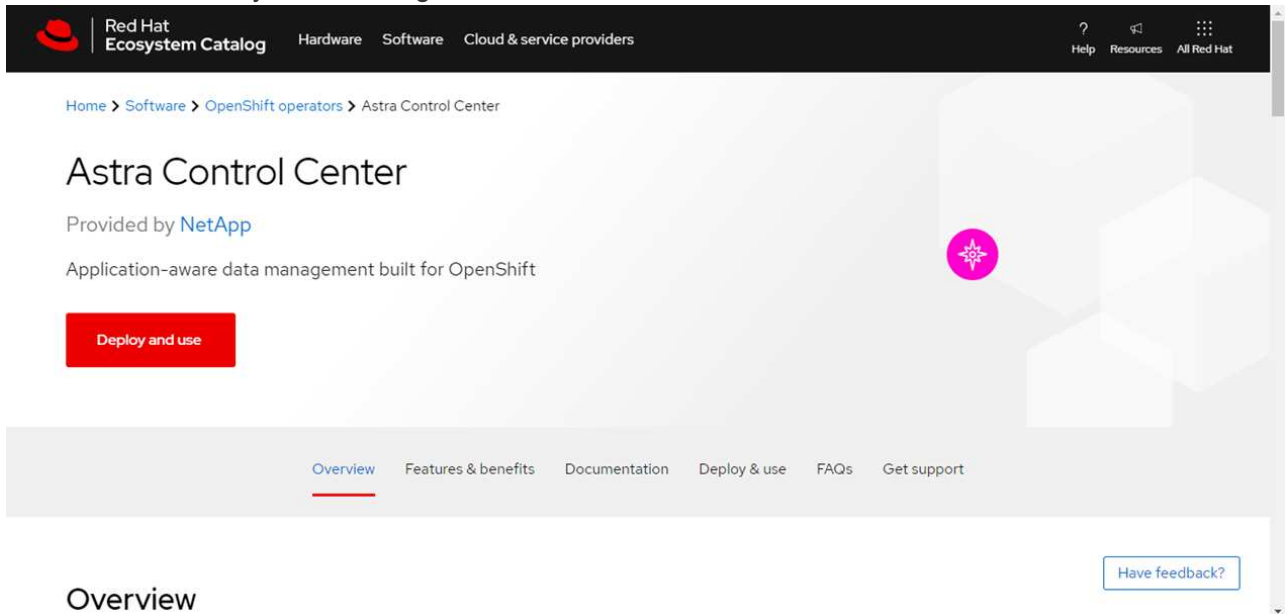 Red Hat
Ecosystem Catalog
Hardware Software Cloud & service providers
? Help Resources All Red Hat
Home > Software > OpenShift operators > Astra Control Center
Astra Control Center
Provided by NetApp
Application-aware data management built for OpenShift
Deploy and use
Overview Features & benefits Documentation Deploy & use FAQs Get support
Have feedback?
Overview